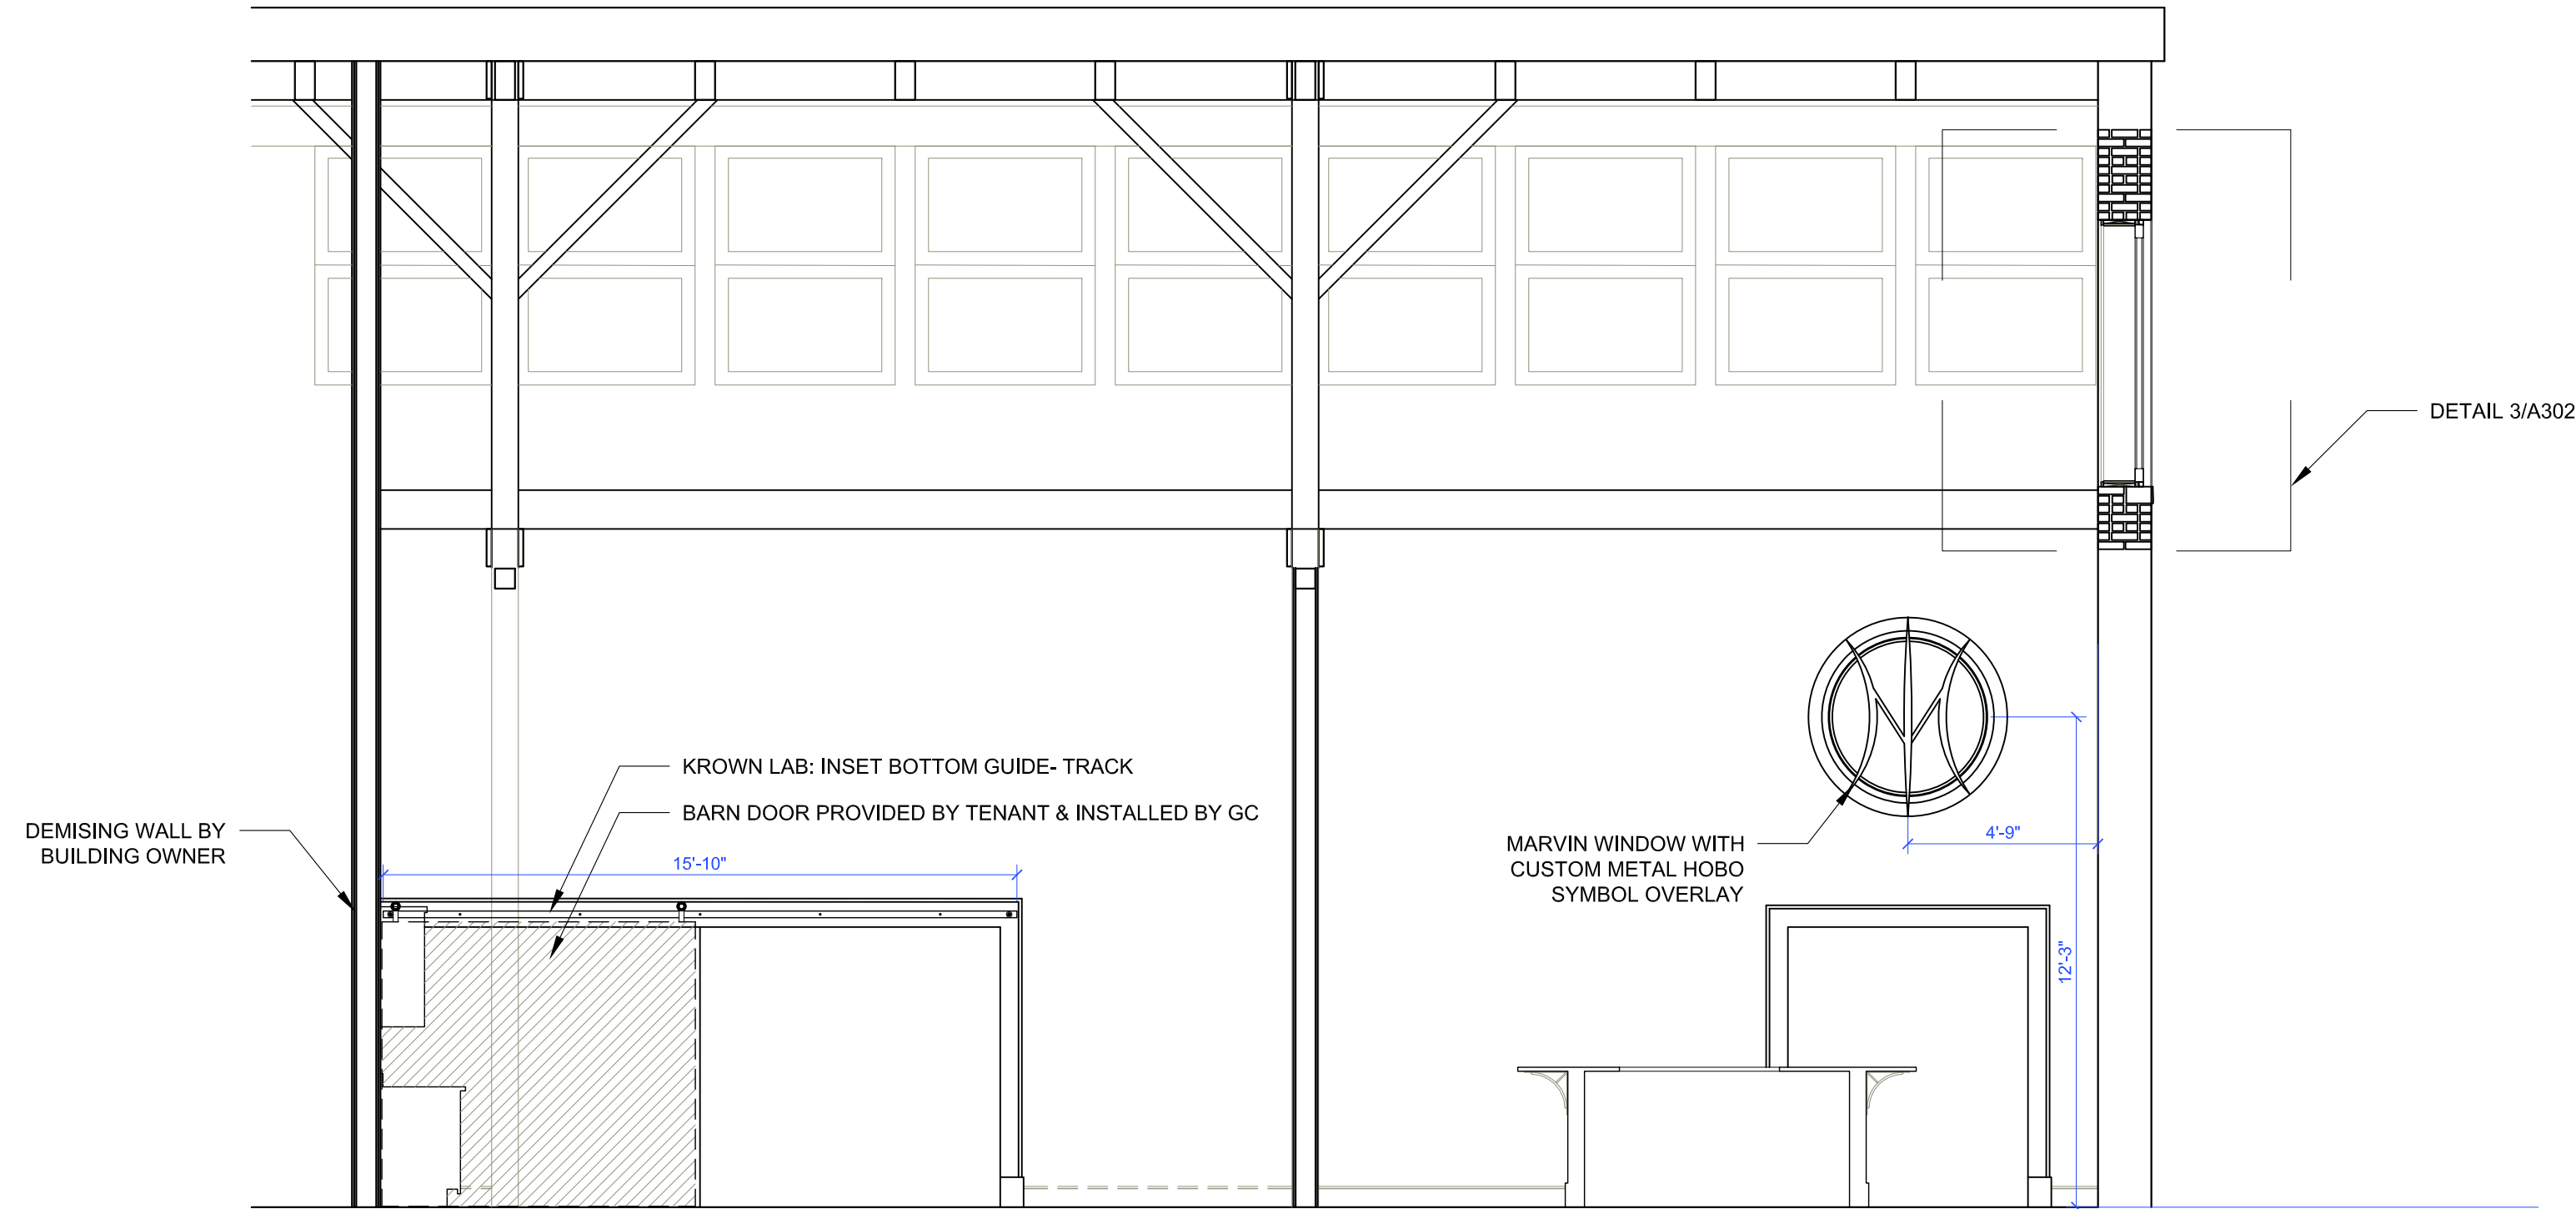 DETAIL 3/A302
KROWN LAB: INSET BOTTOM GUIDE- TRACK
BARN DOOR PROVIDED BY TENANT & INSTALLED BY GC
DEMISING WALL BY
BUILDING OWNER
15'-10"
MARVIN WINDOW WITH
CUSTOM METAL HOBO
SYMBOL OVERLAY
4'-9"
12'-3"